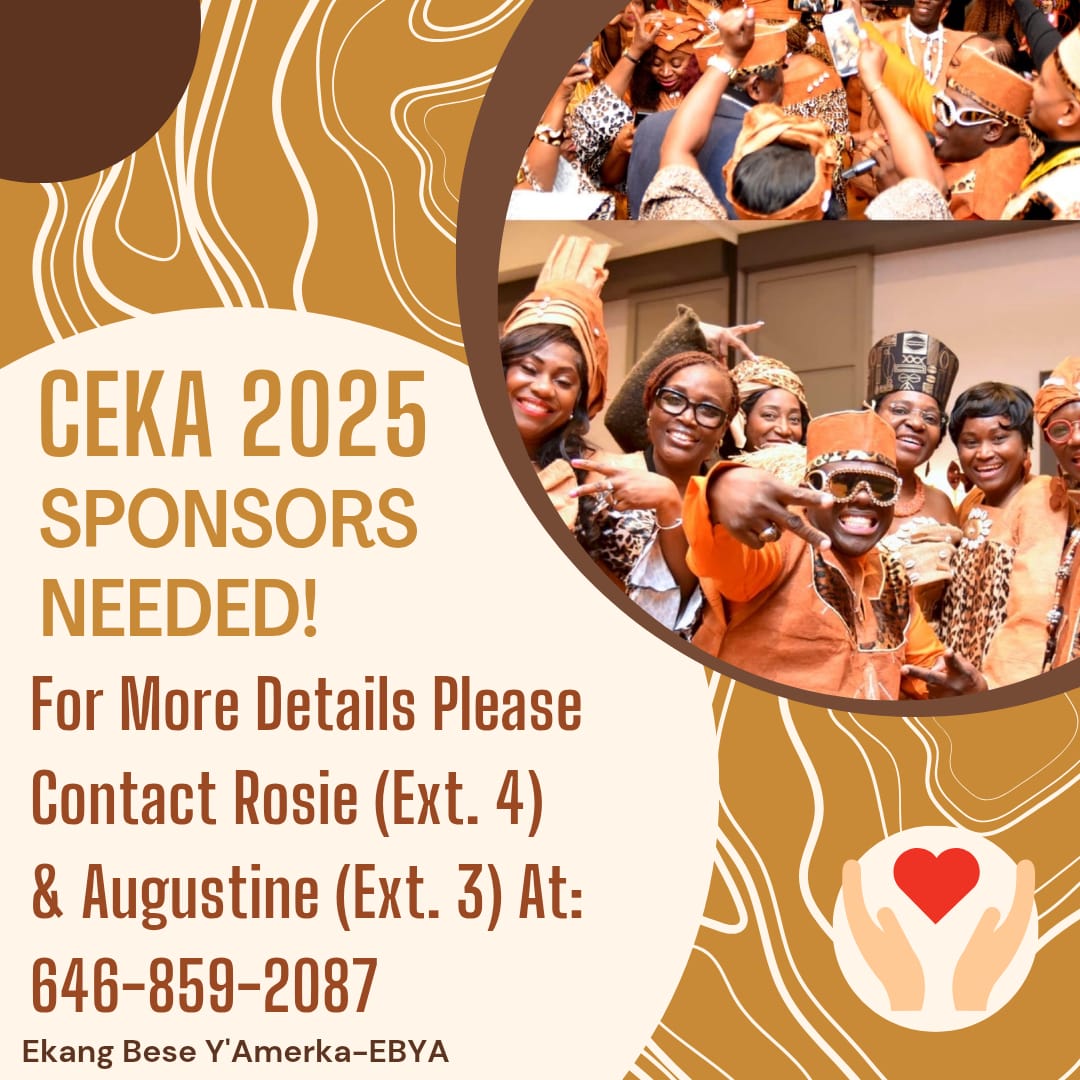 CEKA 2025
SPONSORS
NEEDED!
For More Details Please
Contact Rosie (Ext. 4)
& Augustine (Ext. 3) At:
646-859-2087
Ekang Bese Y'Amerka-EBYA